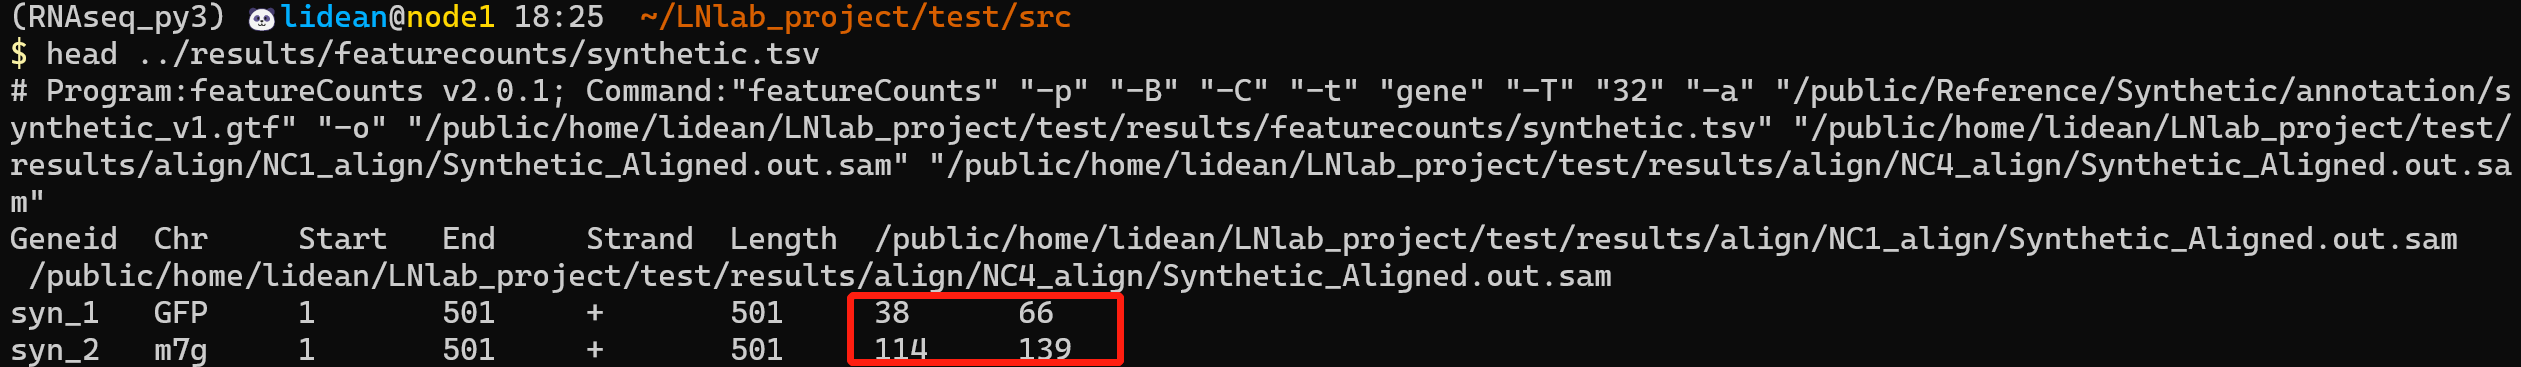 (RNAseq_py3) 🐼lidean@node1 18:25  ~/LNlab_project/test/src
$ head ../results/featurecounts/synthetic.tsv
# Program:featureCounts v2.0.1; Command:"featureCounts" "-p" "-B" "-C" "-t" "gene" "-T" "32" "-a" "/public/Reference/Synthetic/annotation/s
ynthetic_v1.gtf" "-o" "/public/home/lidean/LNlab_project/test/results/featurecounts/synthetic.tsv" "/public/home/lidean/LNlab_project/test/
results/align/NC1_align/Synthetic_Aligned.out.sam" "/public/home/lidean/LNlab_project/test/results/align/NC4_align/Synthetic_Aligned.out.sa
m"
Geneid  Chr     Start   End     Strand  Length  /public/home/lidean/LNlab_project/test/results/align/NC1_align/Synthetic_Aligned.out.sam
 /public/home/lidean/LNlab_project/test/results/align/NC4_align/Synthetic_Aligned.out.sam
syn_1   GFP     1       501     +       501     38      66
syn_2   m7g     1       501     +       501     114     139